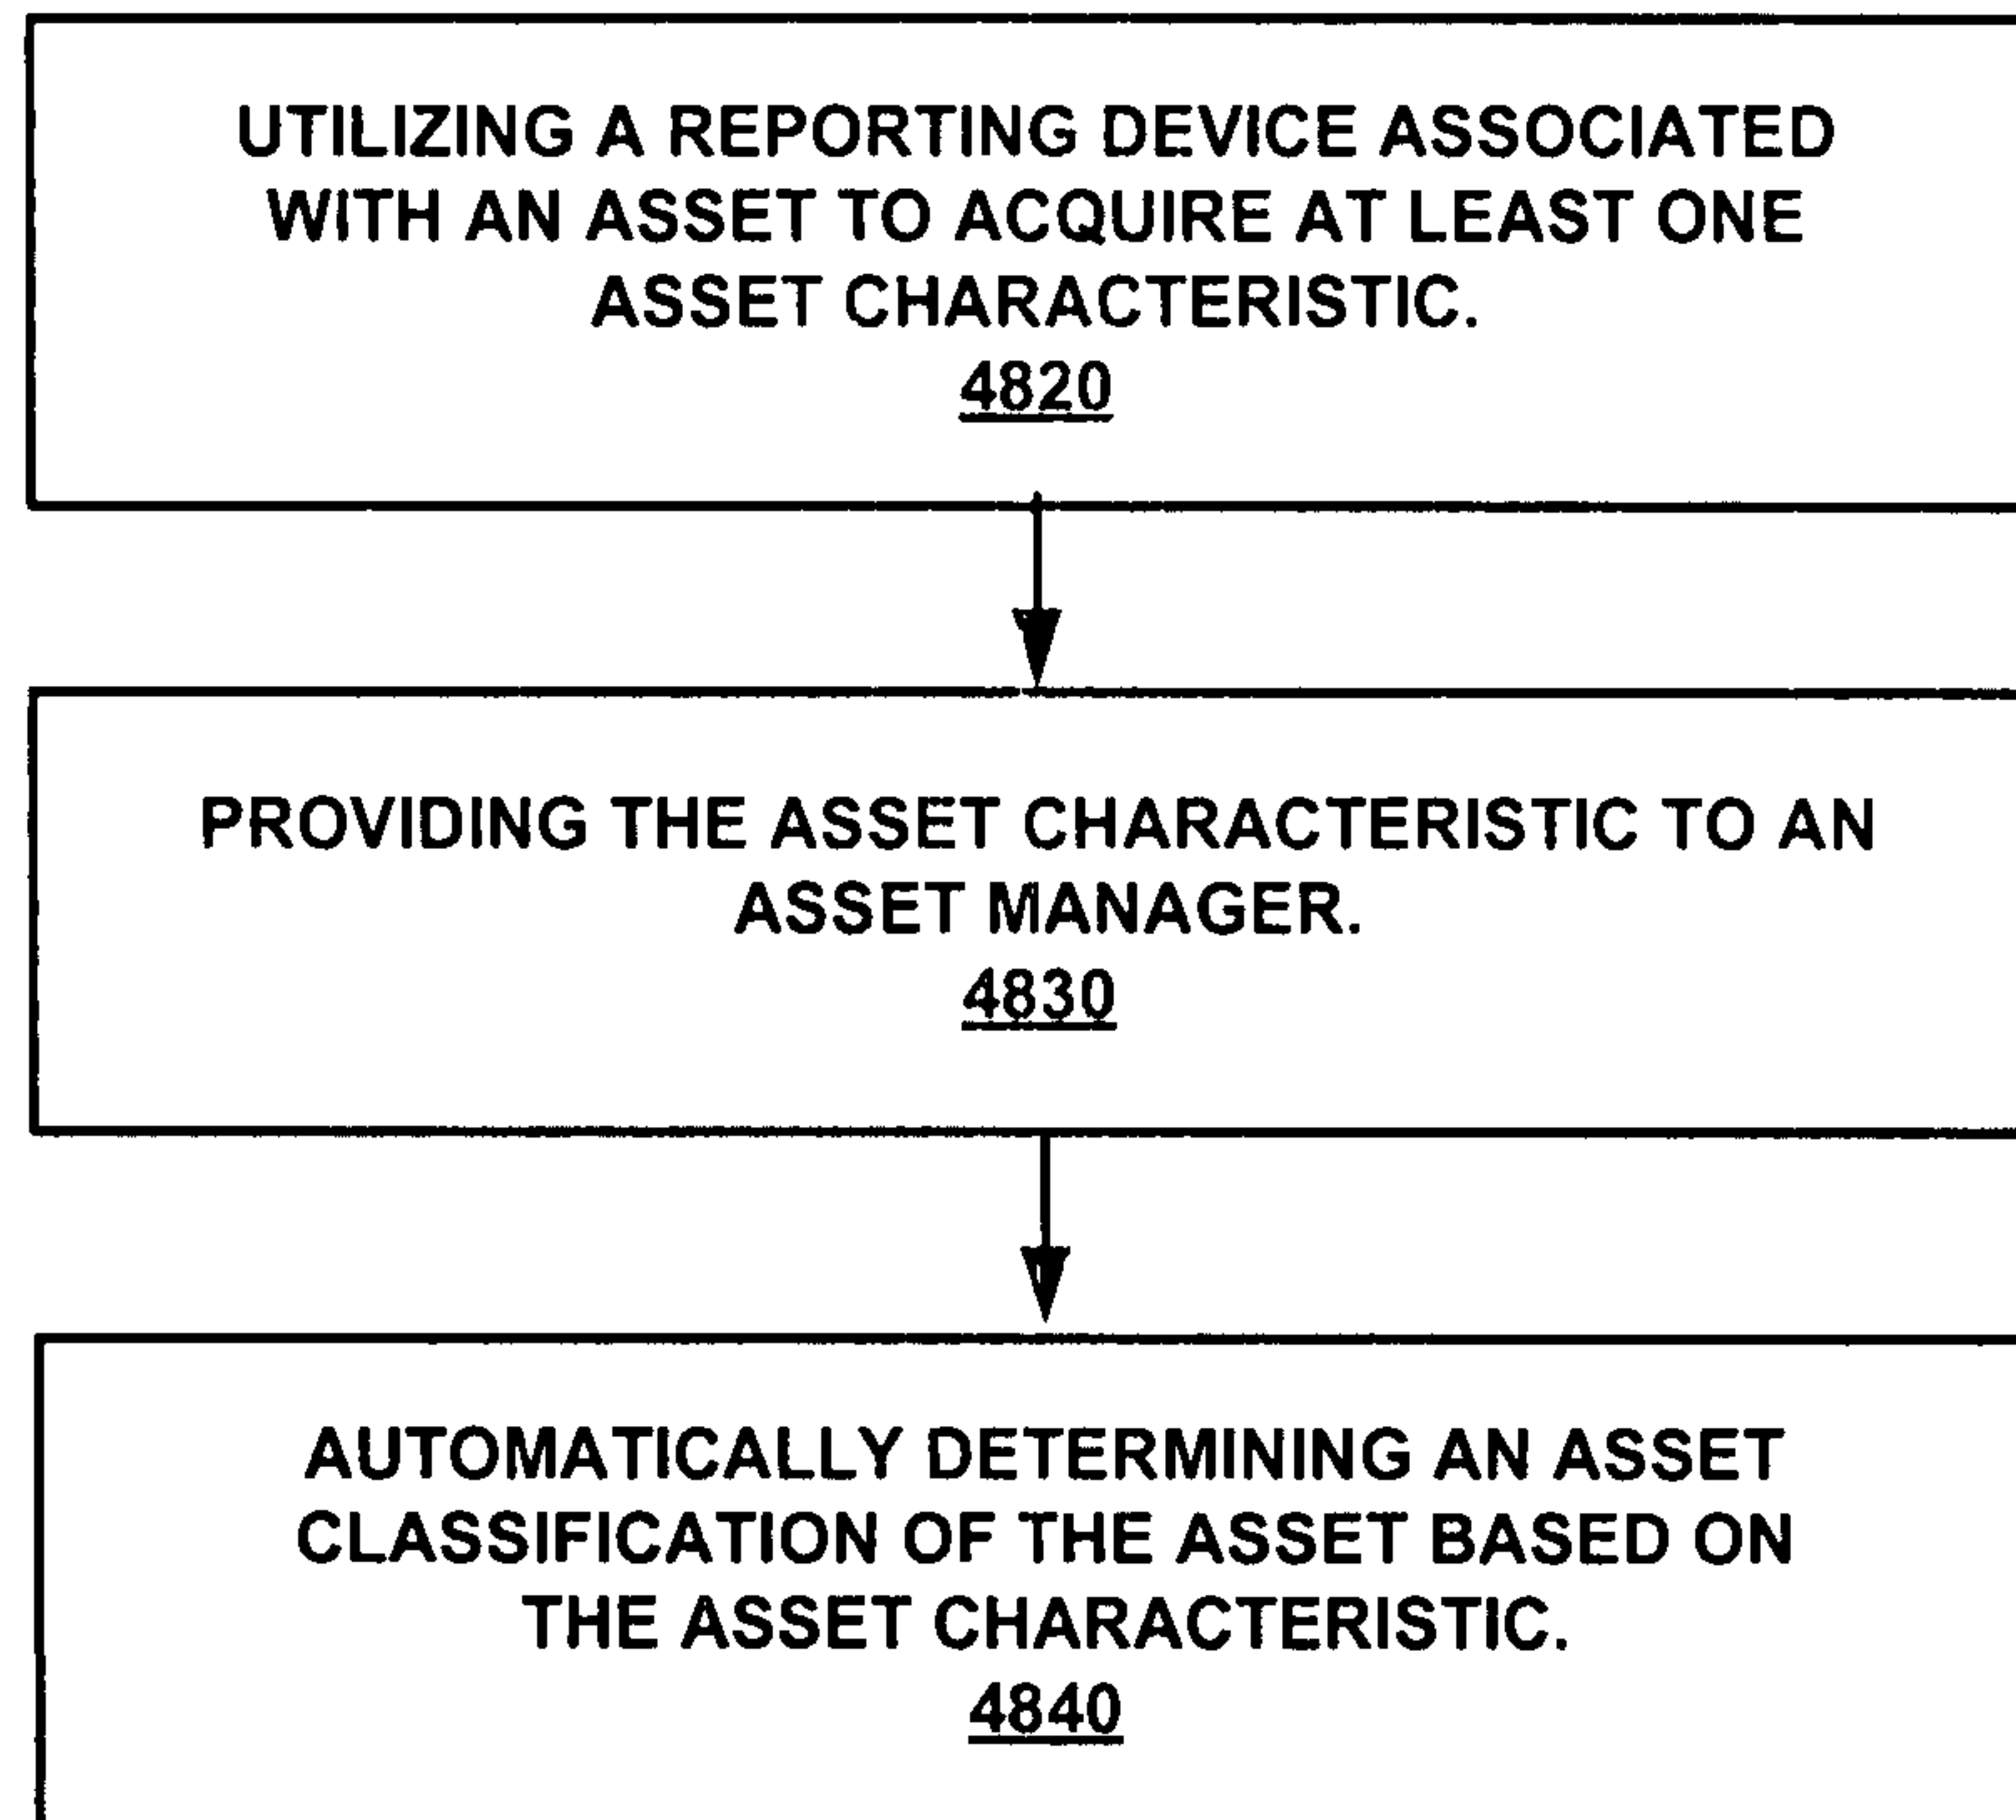 UTILIZING A REPORTING DEVICE ASSOCIATED
WITH AN ASSET TO ACQUIRE AT LEAST ONE
ASSET CHARACTERISTIC.
4820
PROVIDING THE ASSET CHARACTERISTIC TO AN
ASSET MANAGER.
4830
AUTOMATICALLY DETERMINING AN ASSET
CLASSIFICATION OF THE ASSET BASED ON
THE ASSET CHARACTERISTIC.
4840